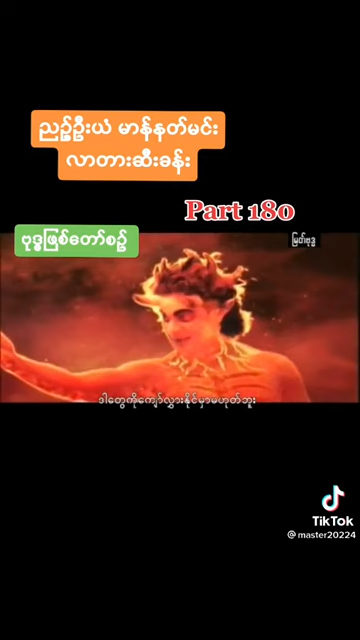 ညဥ့်ဦးယံ မာန်နတ်မင်း
လာတားဆီးခန်း
Part 180
ဗုဒ္ဓဖြစ်တော်စဥ်
မြတ်ဗုဒ္ဓ
ဒါတွေကိုကျော်လွှားနိုင်မှာမဟုတ်ဘူး
TikTok
@master20224